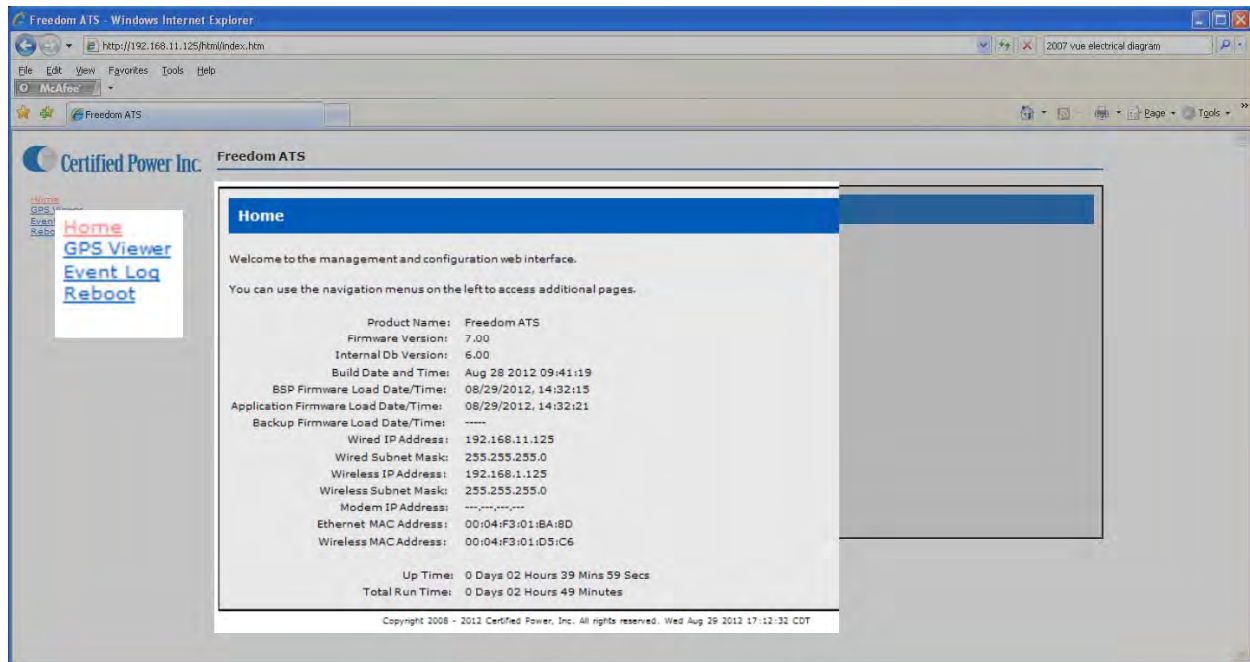 Freedom ATS - Windows Internet Explorer
http://192.168.11.125/html/index.htm
2007 vue electrical diagram
File Edit View Favorites Tools Help
McAfee
Freedom ATS
Page Tools
Certified Power Inc.
Freedom ATS
Home
GPS Viewer
Event Log
Reboot
Home
Welcome to the management and configuration web interface.
You can use the navigation menus on the left to access additional pages.
Product Name: Freedom ATS
Firmware Version: 7.00
Internal Db Version: 6.00
Build Date and Time: Aug 28 2012 09:41:19
BSP Firmware Load Date/Time: 08/29/2012, 14:32:15
Application Firmware Load Date/Time: 08/29/2012, 14:32:21
Backup Firmware Load Date/Time: -----
Wired IP Address: 192.168.11.125
Wired Subnet Mask: 255.255.255.0
Wireless IP Address: 192.168.1.125
Wireless Subnet Mask: 255.255.255.0
Modem IP Address: ---.---.---.---
Ethernet MAC Address: 00:04:F3:01:BA:8D
Wireless MAC Address: 00:04:F3:01:D5:C6
Up Time: 0 Days 02 Hours 39 Mins 59 Secs
Total Run Time: 0 Days 02 Hours 49 Minutes
Copyright 2008 - 2012 Certified Power, Inc. All rights reserved. Wed Aug 29 2012 17:12:32 CDT